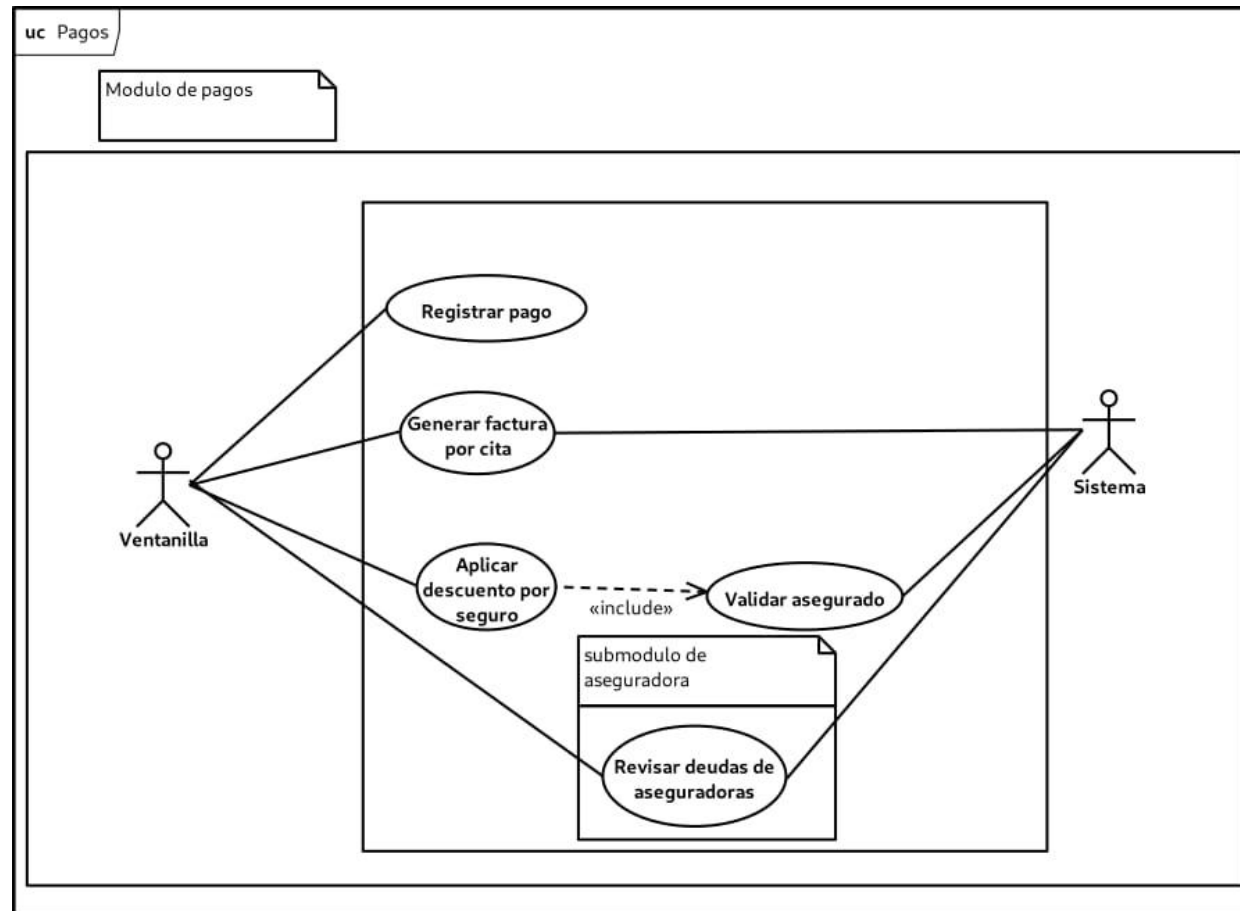 uc Pagos
Modulo de pagos
Registrar pago
Generar factura
por cita
Sistema
Ventanilla
Aplicar
descuento por
seguro
«include»
Validar asegurado
submodulo de
aseguradora
Revisar deudas de
aseguradoras